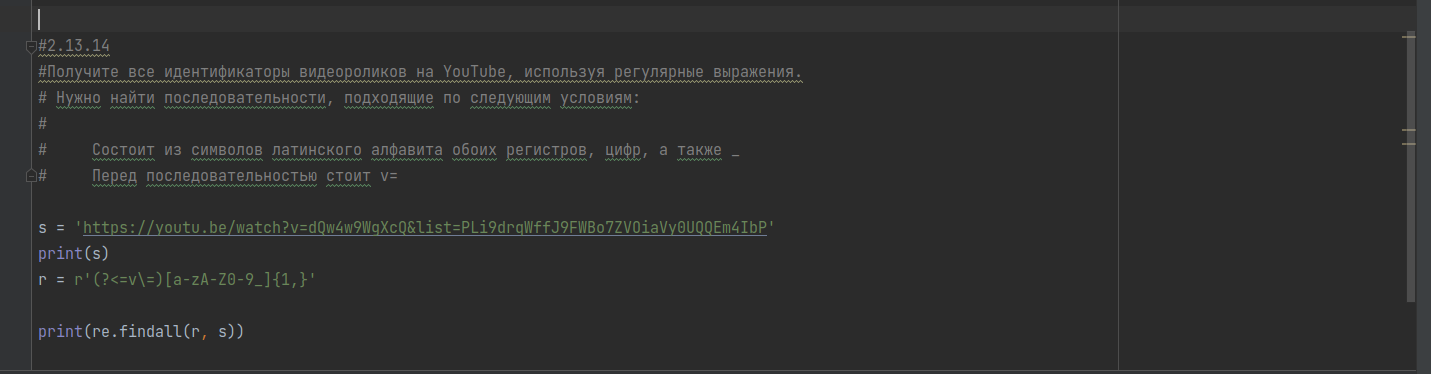 #2.13.14
#Получите все идентификаторы видеороликов на YouTube, используя регулярные выражения.
# Нужно найти последовательности, подходящие по следующим условиям:
#
#     Состоит из символов латинского алфавита обоих регистров, цифр, а также _
#     Перед последовательностью стоит v=
s = 'https://youtu.be/watch?v=dQw4w9WgXcQ&list=PLi9drqWffJ9FWBo7ZVOiaVy0UQQEm4IbP'
print(s)
r = r'(?<=v\=)[a-zA-Z0-9_]{1,}'
print(re.findall(r, s))